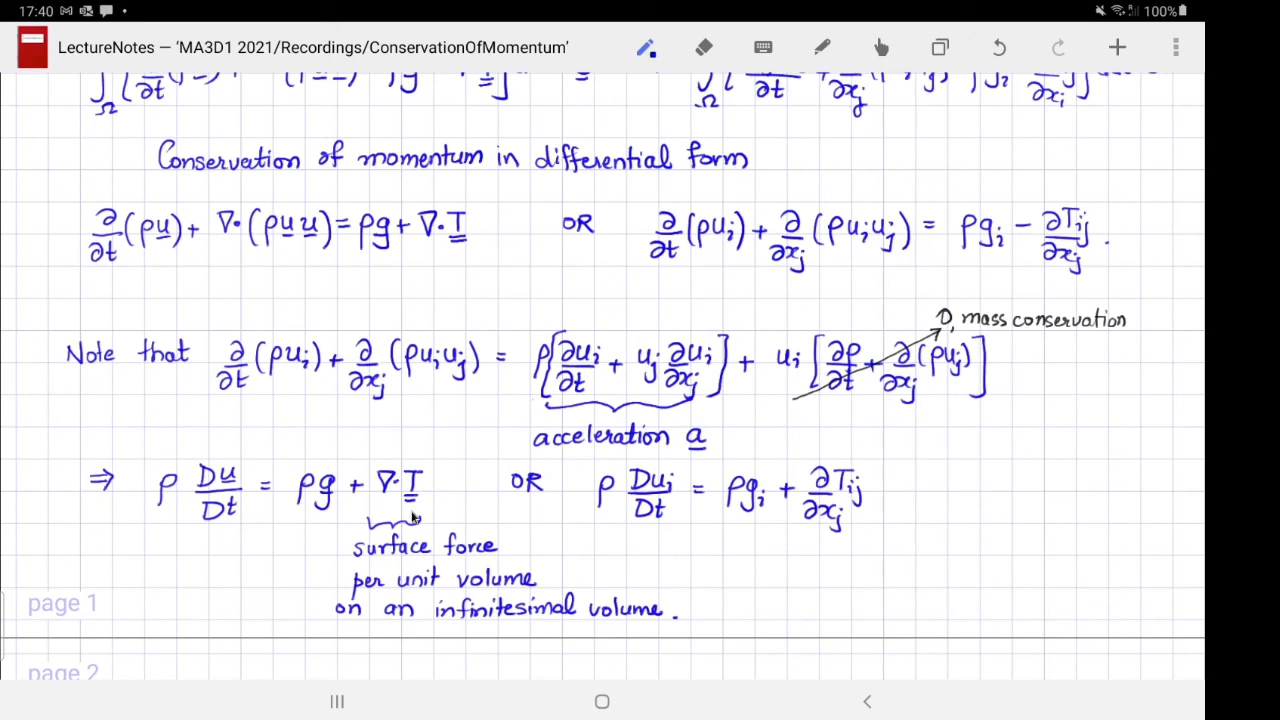 17:40 100%
LectureNotes — ‘MA3D1 2021/Recordings/ConservationOfMomentum’
Conservation of momentum in differential form
∂/∂t (ρu̲) + ∇·(ρu̲ u̲) = ρg̲ + ∇·T̳ OR ∂/∂t (ρuᵢ) + ∂/∂xⱼ (ρuᵢuⱼ) = ρgᵢ − ∂Tᵢⱼ/∂xⱼ .
0, mass conservation
Note that ∂/∂t (ρuᵢ) + ∂/∂xⱼ (ρuᵢuⱼ) = ρ[∂uᵢ/∂t + uⱼ ∂uᵢ/∂xⱼ] + uᵢ [∂ρ/∂t + ∂/∂xⱼ (ρuⱼ)]
acceleration a̲
⇒ ρ Du̲/Dt = ρg̲ + ∇·T̳ OR ρ Duᵢ/Dt = ρgᵢ + ∂Tᵢⱼ/∂xⱼ
surface force
per unit volume
on an infinitesimal volume.
page 1
page 2